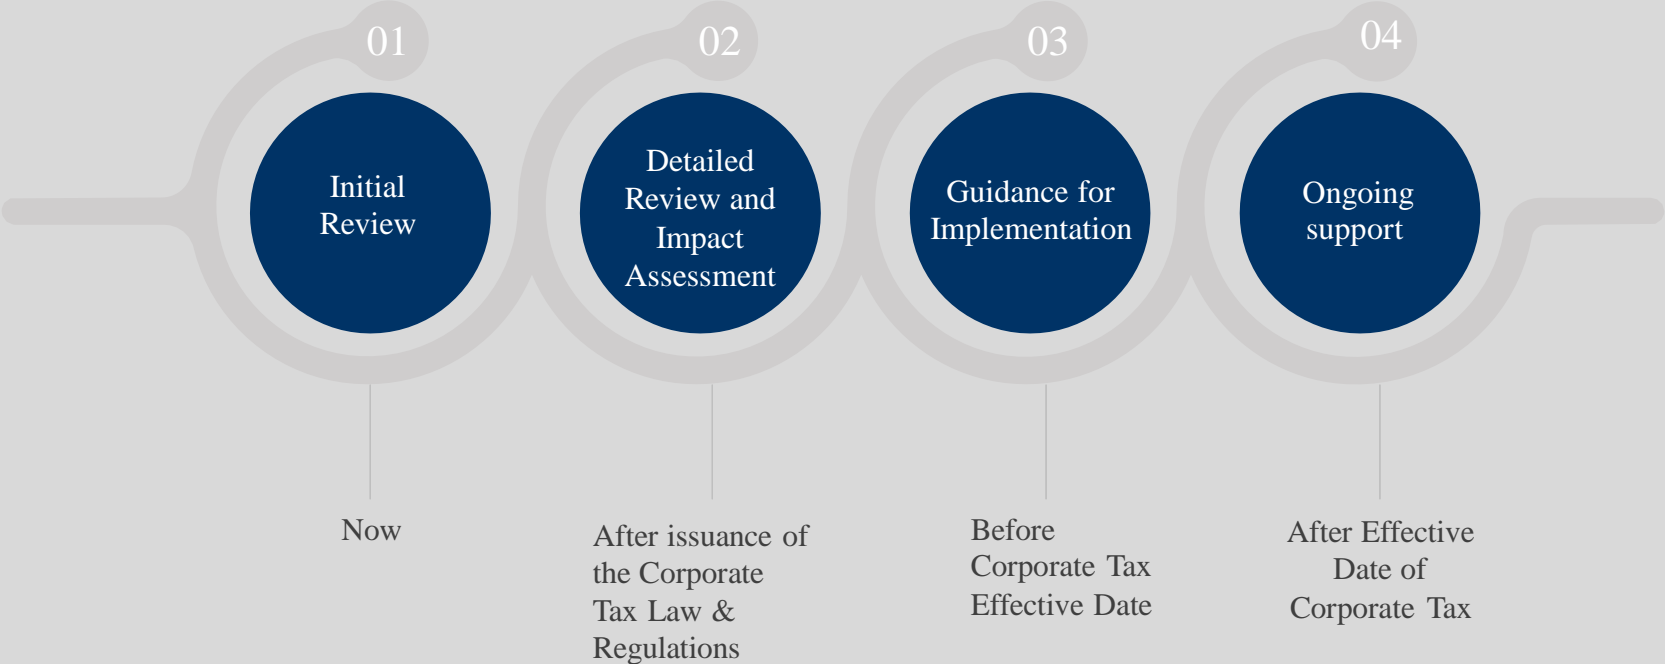 01
Initial
Review
Now
02
Detailed
Review and
Impact
Assessment
After issuance of
the Corporate
Tax Law &
Regulations
03
Guidance for
Implementation
Before
Corporate Tax
Effective Date
04
Ongoing
support
After Effective
Date of
Corporate Tax